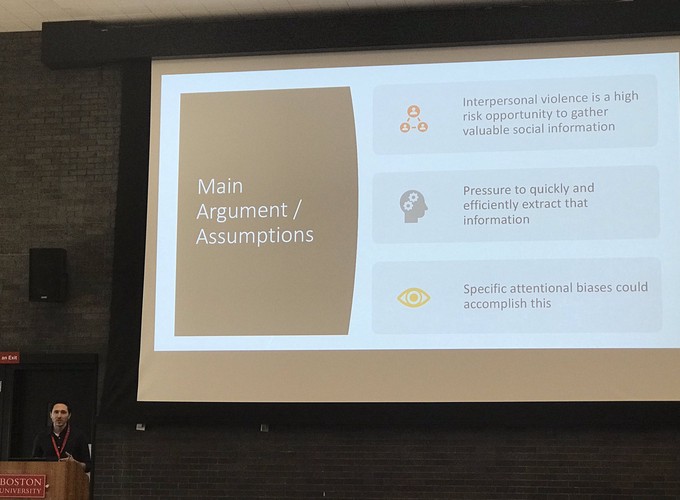 Main
Argument /
Assumptions
Interpersonal violence is a high
risk opportunity to gather
valuable social information
Pressure to quickly and
efficiently extract that
information
Specific attentional biases could
accomplish this
an Exit
BOSTON
UNIVERSITY